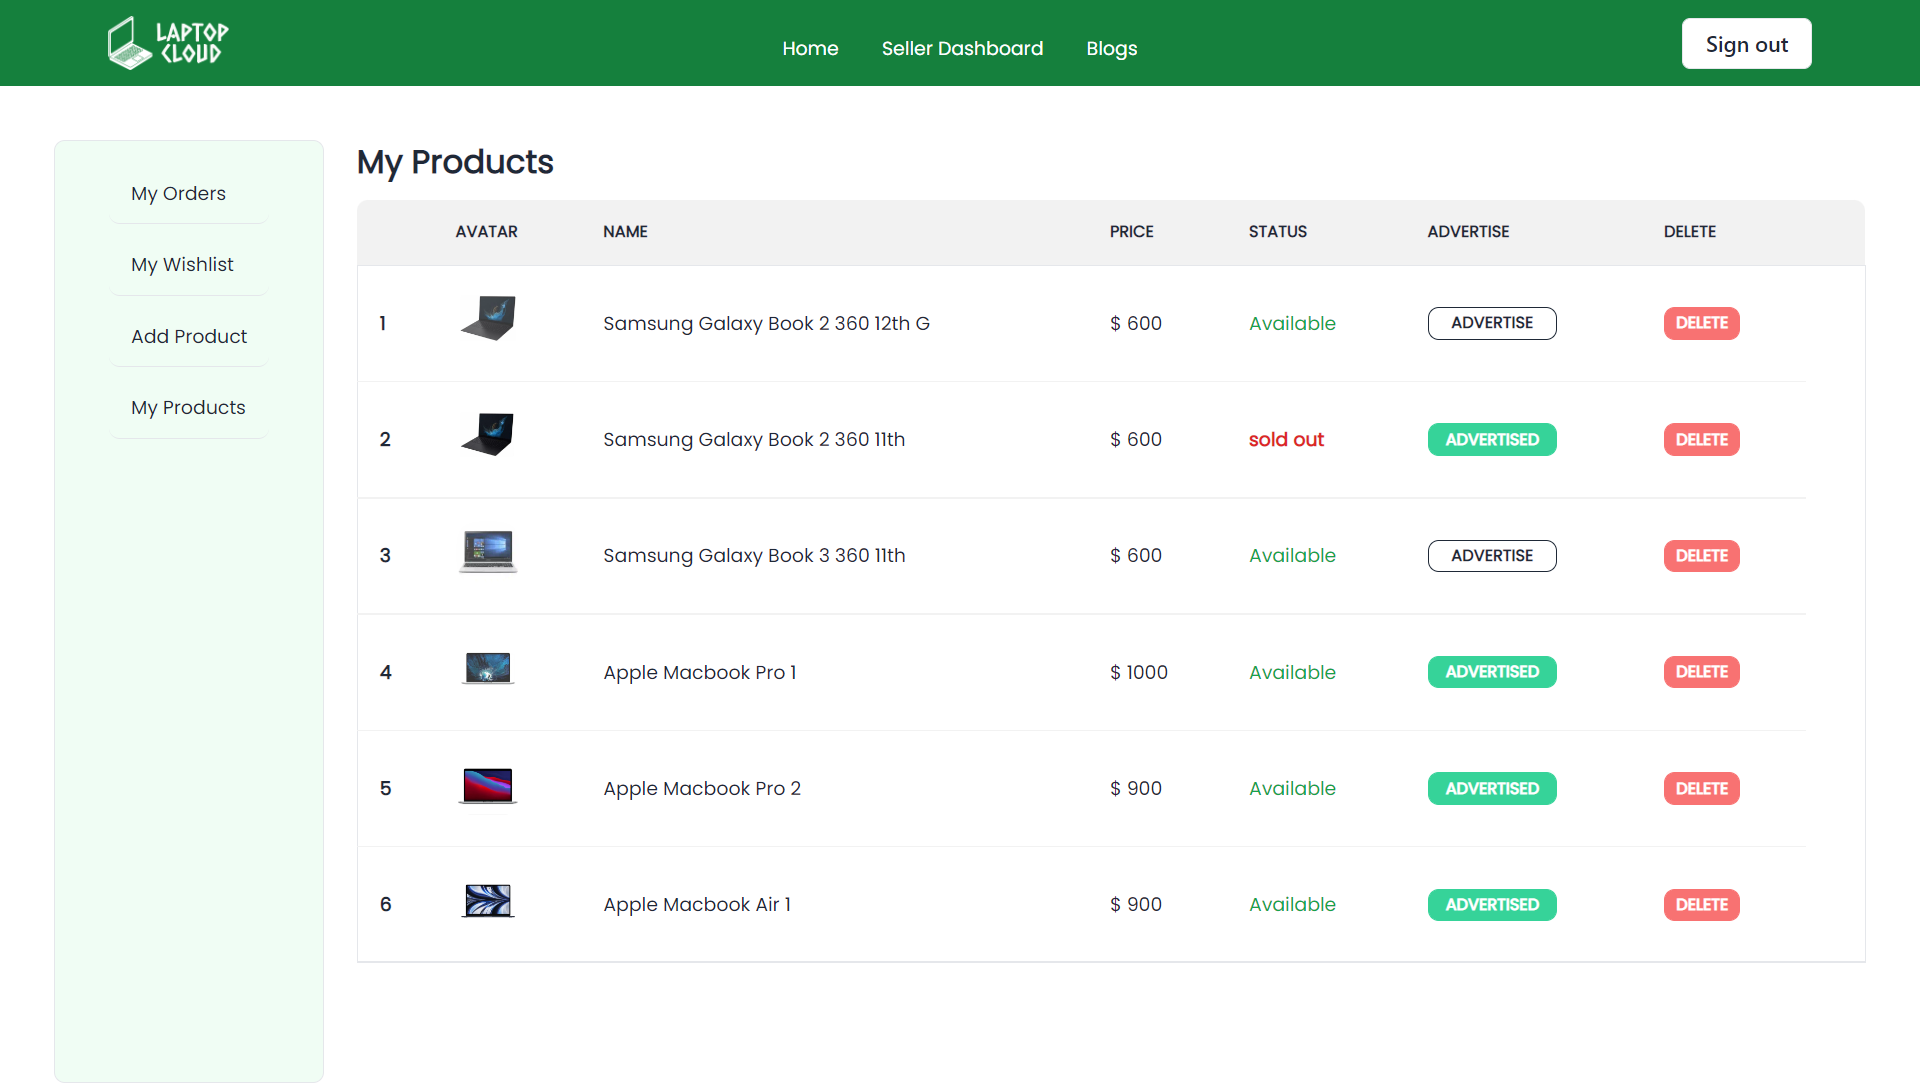 LAPTOP
CLOUD
Home
Seller Dashboard
Blogs
Sign out
My Orders
My Wishlist
Add Product
My Products
My Products
AVATAR NAME PRICE STATUS ADVERTISE DELETE
1 Samsung Galaxy Book 2 360 12th G $ 600 Available ADVERTISE DELETE
2 Samsung Galaxy Book 2 360 11th $ 600 sold out ADVERTISED DELETE
3 Samsung Galaxy Book 3 360 11th $ 600 Available ADVERTISE DELETE
4 Apple Macbook Pro 1 $ 1000 Available ADVERTISED DELETE
5 Apple Macbook Pro 2 $ 900 Available ADVERTISED DELETE
6 Apple Macbook Air 1 $ 900 Available ADVERTISED DELETE